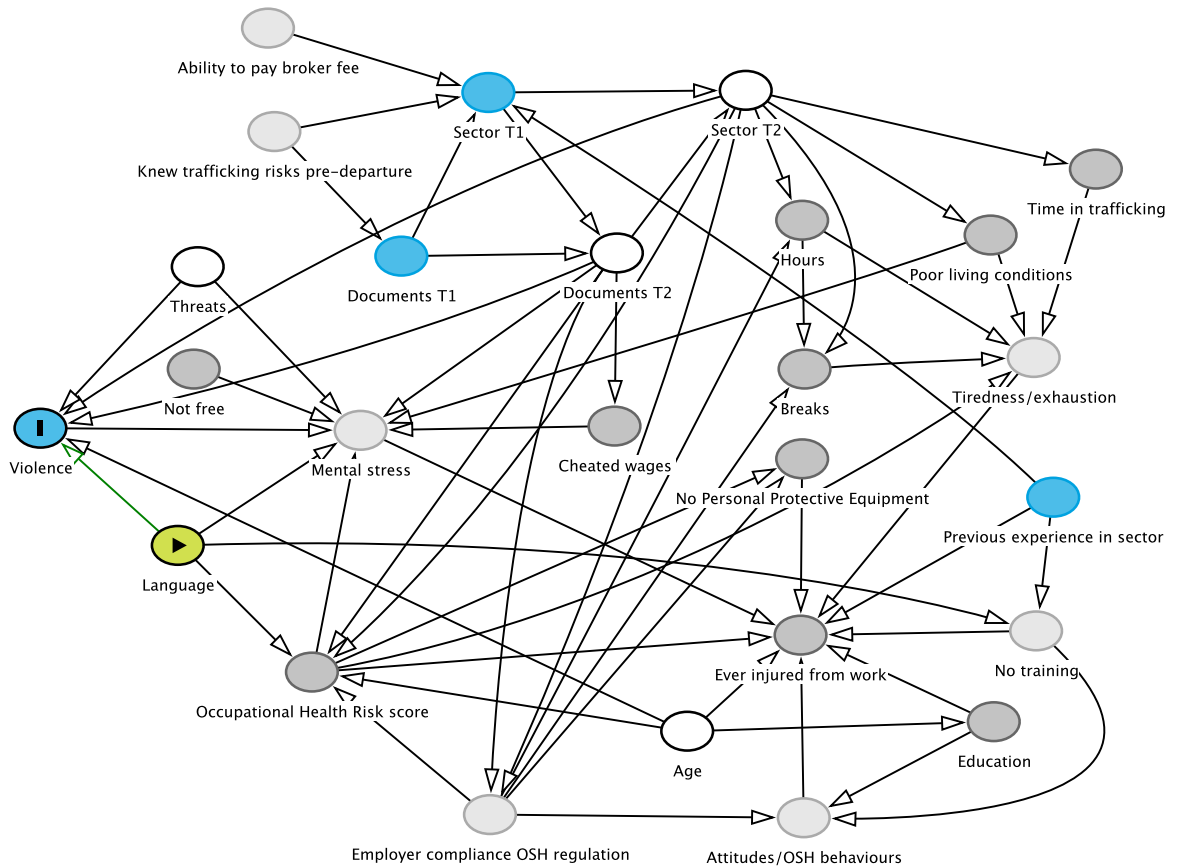 Ability to pay broker fee
Sector T1
Sector T2
Knew trafficking risks pre-departure
Time in trafficking
Hours
Poor living conditions
Documents T1
Documents T2
Threats
Not free
Breaks
Tiredness/exhaustion
Violence
Mental stress
Cheated wages
No Personal Protective Equipment
Previous experience in sector
Language
Ever injured from work
No training
Occupational Health Risk score
Age
Education
Employer compliance OSH regulation
Attitudes/OSH behaviours